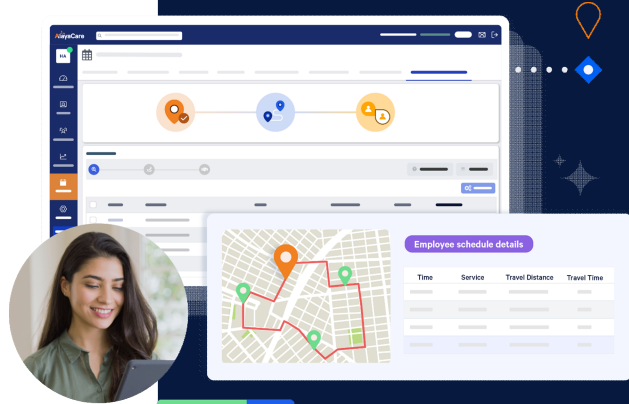 AlayaCare
HA
Employee schedule details
Time Service Travel Distance Travel Time